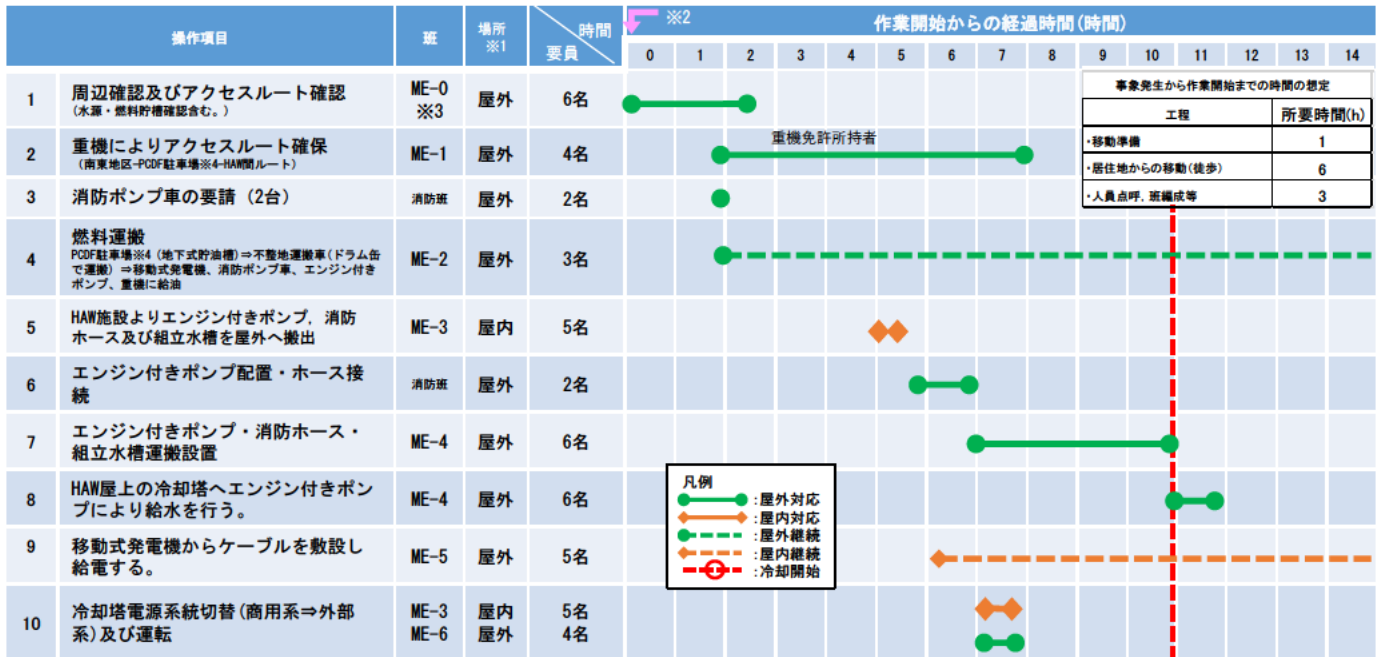 操作項目
班
場所
※1
時間
要員
※2
作業開始からの経過時間(時間)
0 1 2 3 4 5 6 7 8 9 10 11 12 13 14
事象発生から作業開始までの時間の想定
工程 所要時間(h)
・移動準備 1
・居住地からの移動(徒歩) 6
・人員点呼、班編成等 3
1
周辺確認及びアクセスルート確認
(水源・燃料貯槽確認含む。)
ME-0
※3
屋外
6名
2
重機によりアクセスルート確保
(南東地区-PCDF駐車場※4-HAW間ルート)
ME-1
屋外
4名
重機免許所持者
3
消防ポンプ車の要請(2台)
消防班
屋外
2名
4
燃料運搬
PCDF駐車場※4(地下式貯油槽)⇒不整地運搬車(ドラム缶
で運搬)⇒移動式発電機、消防ポンプ車、エンジン付き
ポンプ、重機に給油
ME-2
屋外
3名
5
HAW施設よりエンジン付きポンプ, 消防
ホース及び組立水槽を屋外へ搬出
ME-3
屋内
5名
6
エンジン付きポンプ配置・ホース接
続
消防班
屋外
2名
7
エンジン付きポンプ・消防ホース・
組立水槽運搬設置
ME-4
屋外
6名
8
HAW屋上の冷却塔へエンジン付きポン
プにより給水を行う。
ME-4
屋外
6名
9
移動式発電機からケーブルを敷設し
給電する。
ME-5
屋外
5名
10
冷却塔電源系統切替(商用系⇒外部
系)及び運転
ME-3 屋内 5名
ME-6 屋外 4名
凡例
:屋外対応
:屋内対応
:屋外継続
:屋内継続
:冷却開始